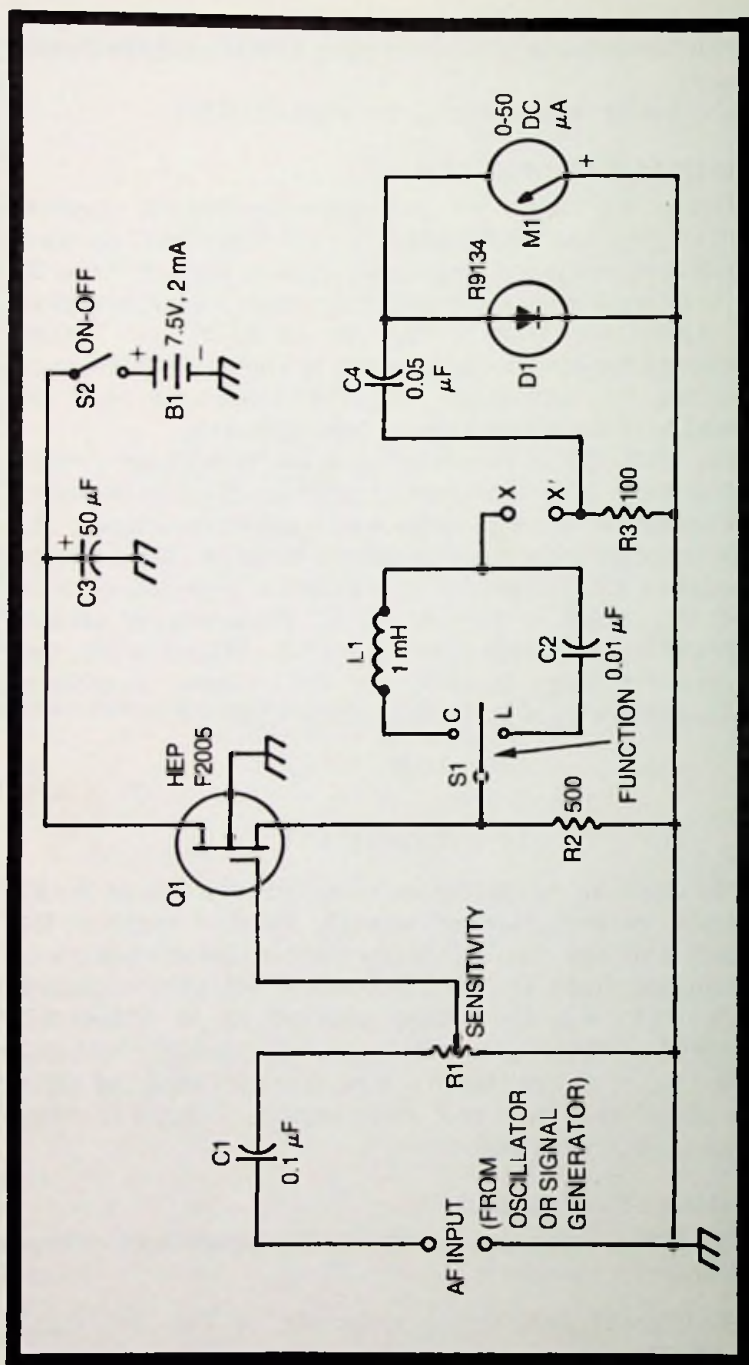 S2 ON-OFF
+
B1
7.5V, 2 mA
-
C3
+
50 µF
HEP
F2005
Q1
C1
0.1 µF
R1
SENSITIVITY
AF INPUT
(FROM
OSCILLATOR
OR SIGNAL
GENERATOR)
S1
C
L
L1
1 mH
C2
0.01 µF
FUNCTION
R2
500
X
X'
R3
100
C4
0.05
µF
R9134
D1
0-50
DC
µA
M1
+